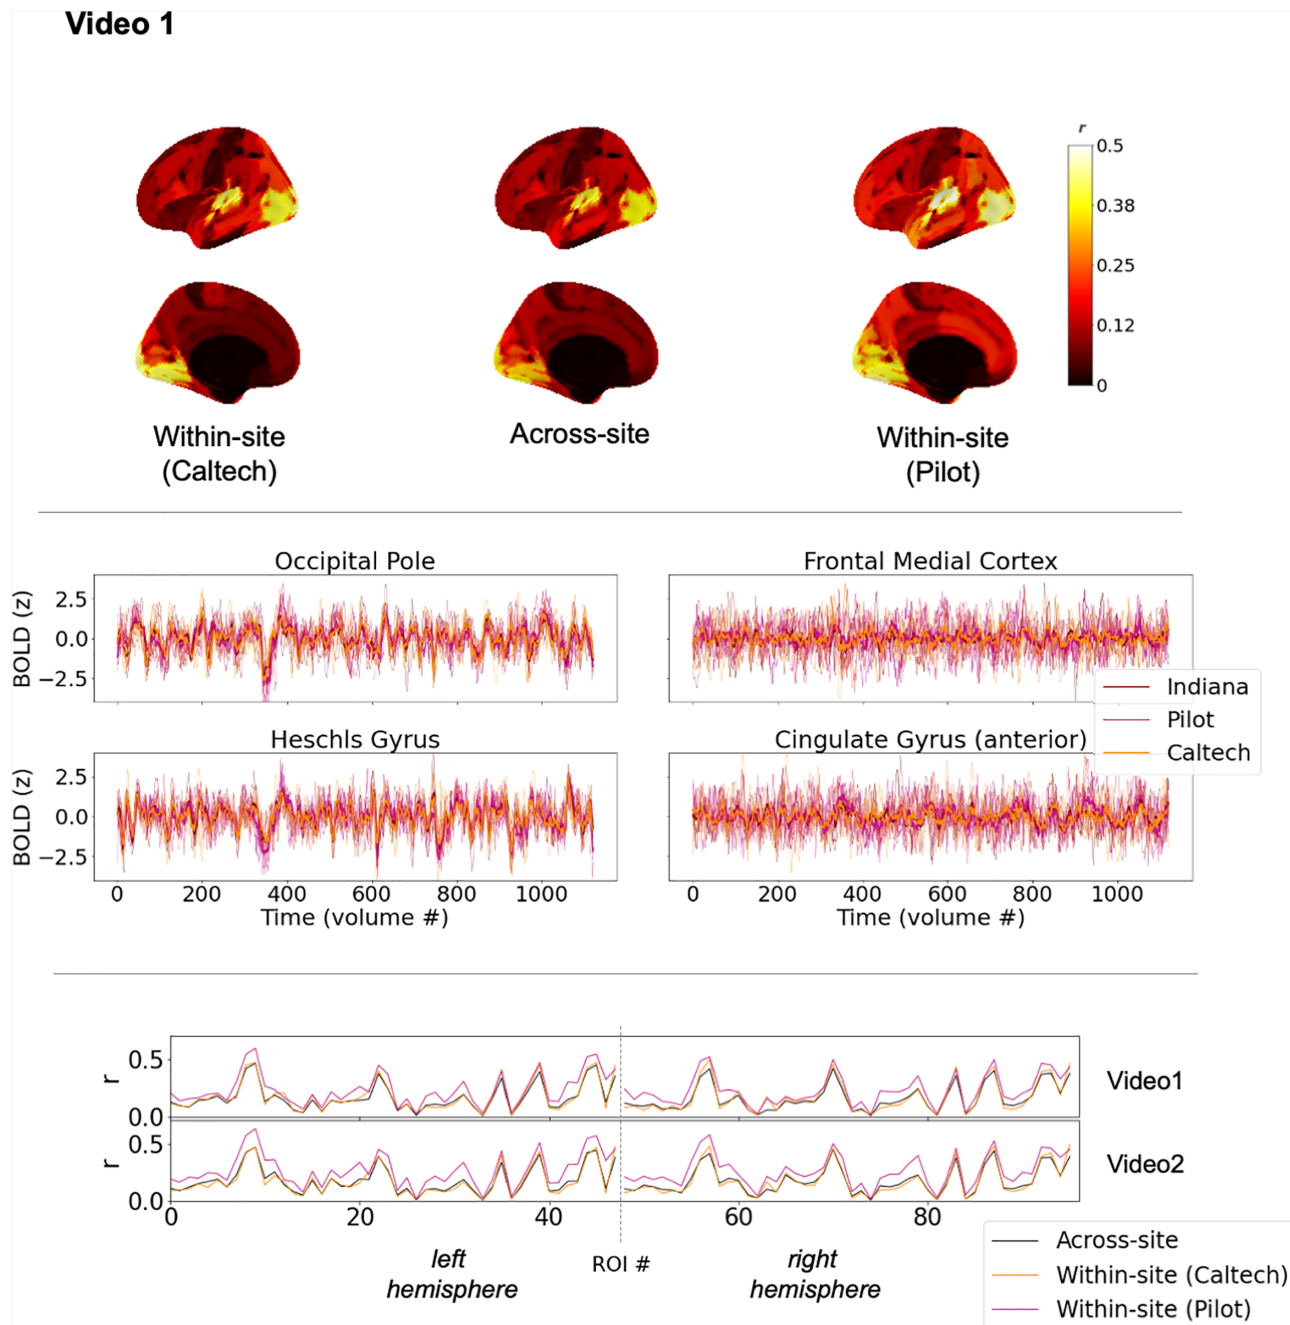 Video 1
r
0.5
0.38
0.25
0.12
0
Within-site
(Caltech)
Across-site
Within-site
(Pilot)
Occipital Pole
Frontal Medial Cortex
BOLD (z)
2.5
0.0
−2.5
Indiana
Pilot
Caltech
Heschls Gyrus
Cingulate Gyrus (anterior)
BOLD (z)
2.5
0.0
−2.5
0 200 400 600 800 1000
0 200 400 600 800 1000
Time (volume #)
Time (volume #)
r
0.5
0.0
Video1
r
0.5
0.0
Video2
0 20 40 60 80
left
hemisphere
ROI #
right
hemisphere
Across-site
Within-site (Caltech)
Within-site (Pilot)